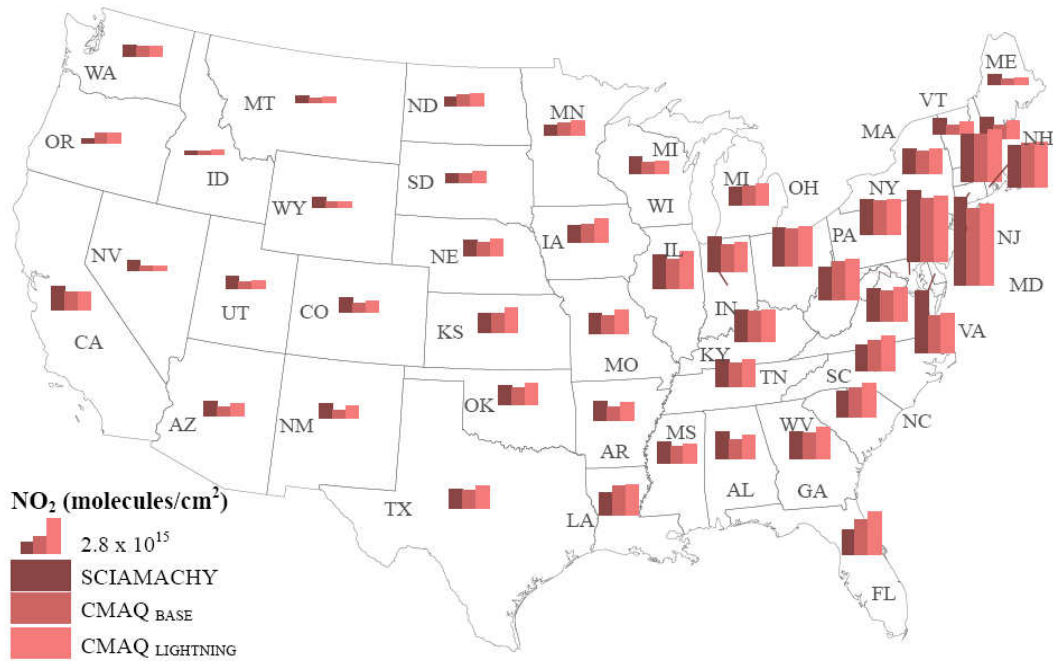 ME
WA
VT
MT
ND
MN
MA
NH
OR
MI
ID
SD
MI
OH
NY
WY
WI
NJ
IA
PA
NV
NE
IL
MD
UT
CO
IN
CA
KS
VA
MO
KY
TN
SC
OK
AZ
NM
AR
MS
WV
NC
AL
GA
TX
LA
FL
NO₂ (molecules/cm²)
2.8 x 10¹⁵
SCIAMACHY
CMAQ BASE
CMAQ LIGHTNING